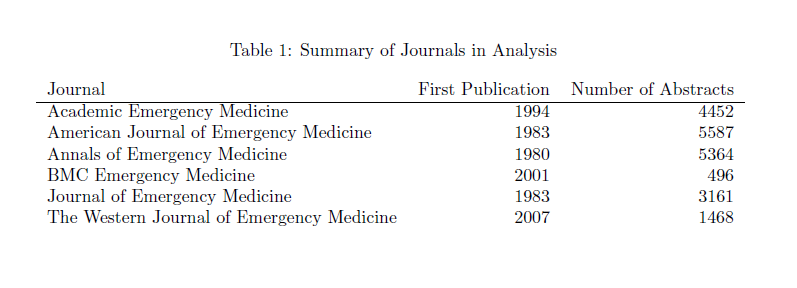 Table 1: Summary of Journals in Analysis
Journal First Publication Number of Abstracts
Academic Emergency Medicine 1994 4452
American Journal of Emergency Medicine 1983 5587
Annals of Emergency Medicine 1980 5364
BMC Emergency Medicine 2001 496
Journal of Emergency Medicine 1983 3161
The Western Journal of Emergency Medicine 2007 1468